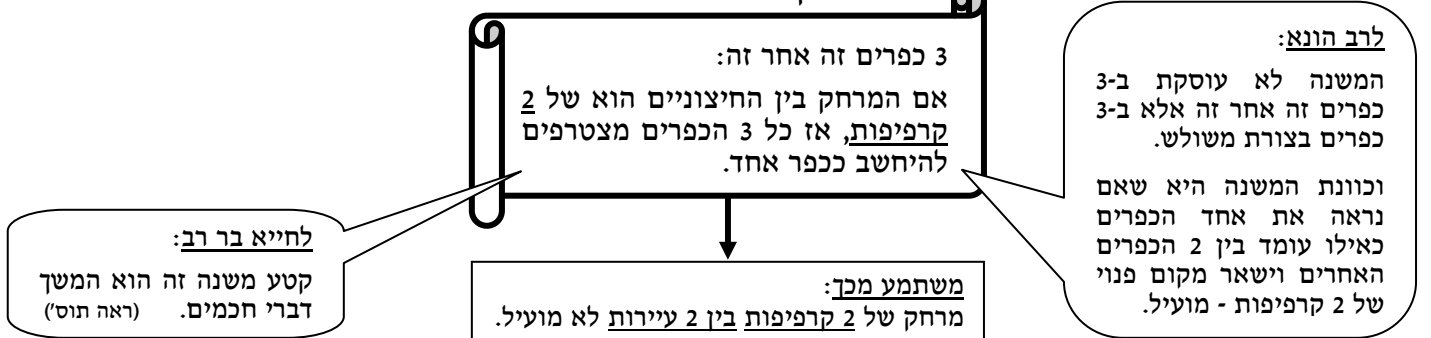 3 כפרים זה אחר זה:
אם המרחק בין החיצוניים הוא של 2
קרפיפות, אז כל 3 הכפרים מצטרפים
להיחשב ככפר אחד.
לרב הונא:
המשנה לא עוסקת ב-3
כפרים זה אחר זה אלא ב-3
כפרים בצורת משולש.
וכוונת המשנה היא שאם
נראה את אחד הכפרים
כאילו עומד בין 2 הכפרים
האחרים וישאר מקום פנוי
של 2 קרפיפות - מועיל.
לחייא בר רב:
קטע משנה זה הוא המשך
דברי חכמים. (ראה תוס')
משתמע מכך:
מרחק של 2 קרפיפות בין 2 עיירות לא מועיל.